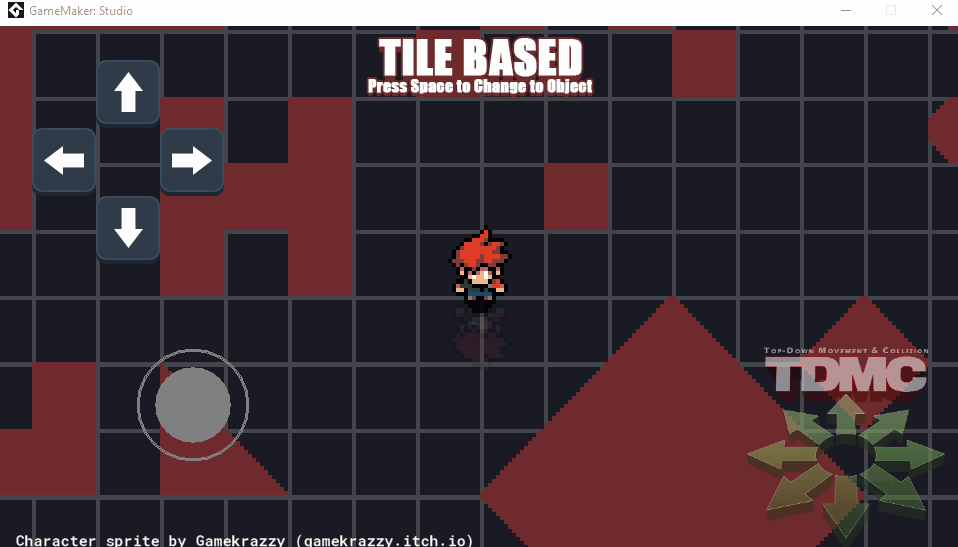 GameMaker: Studio
TILE BASED
Press Space to Change to Object
Top-Down Movement & Collision
TDMC
Character sprite by Gamekrazzy (gamekrazzy.itch.io)